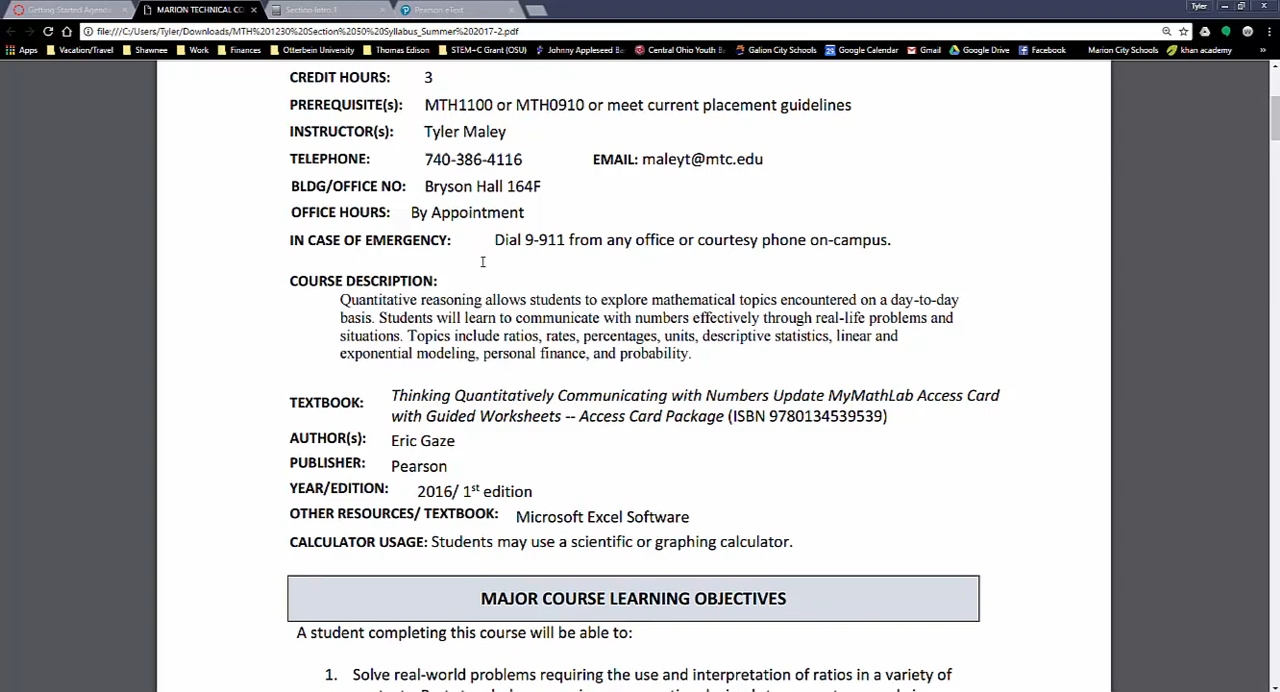 Getting Started Agenda
MARION TECHNICAL CO
Section Intro.1
Pearson eText
Tyler
file:///C:/Users/Tyler/Downloads/MTH%201230%20Section%2050%20Syllabus_Summer%202017-2.pdf
Apps Vacation/Travel Shawnee Work Finances Otterbein University Thomas Edison STEM-C Grant (OSU) Johnny Appleseed Central Ohio Youth B Galion City Schools Google Calendar Gmail Google Drive Facebook Marion City Schools khan academy »
CREDIT HOURS: 3
PREREQUISITE(s): MTH1100 or MTH0910 or meet current placement guidelines
INSTRUCTOR(s): Tyler Maley
TELEPHONE: 740-386-4116 EMAIL: maleyt@mtc.edu
BLDG/OFFICE NO: Bryson Hall 164F
OFFICE HOURS: By Appointment
IN CASE OF EMERGENCY: Dial 9-911 from any office or courtesy phone on-campus.
COURSE DESCRIPTION:
Quantitative reasoning allows students to explore mathematical topics encountered on a day-to-day
basis. Students will learn to communicate with numbers effectively through real-life problems and
situations. Topics include ratios, rates, percentages, units, descriptive statistics, linear and
exponential modeling, personal finance, and probability.
TEXTBOOK: Thinking Quantitatively Communicating with Numbers Update MyMathLab Access Card
with Guided Worksheets -- Access Card Package (ISBN 9780134539539)
AUTHOR(s): Eric Gaze
PUBLISHER: Pearson
YEAR/EDITION: 2016/ 1st edition
OTHER RESOURCES/ TEXTBOOK: Microsoft Excel Software
CALCULATOR USAGE: Students may use a scientific or graphing calculator.
MAJOR COURSE LEARNING OBJECTIVES
A student completing this course will be able to:
1. Solve real-world problems requiring the use and interpretation of ratios in a variety of